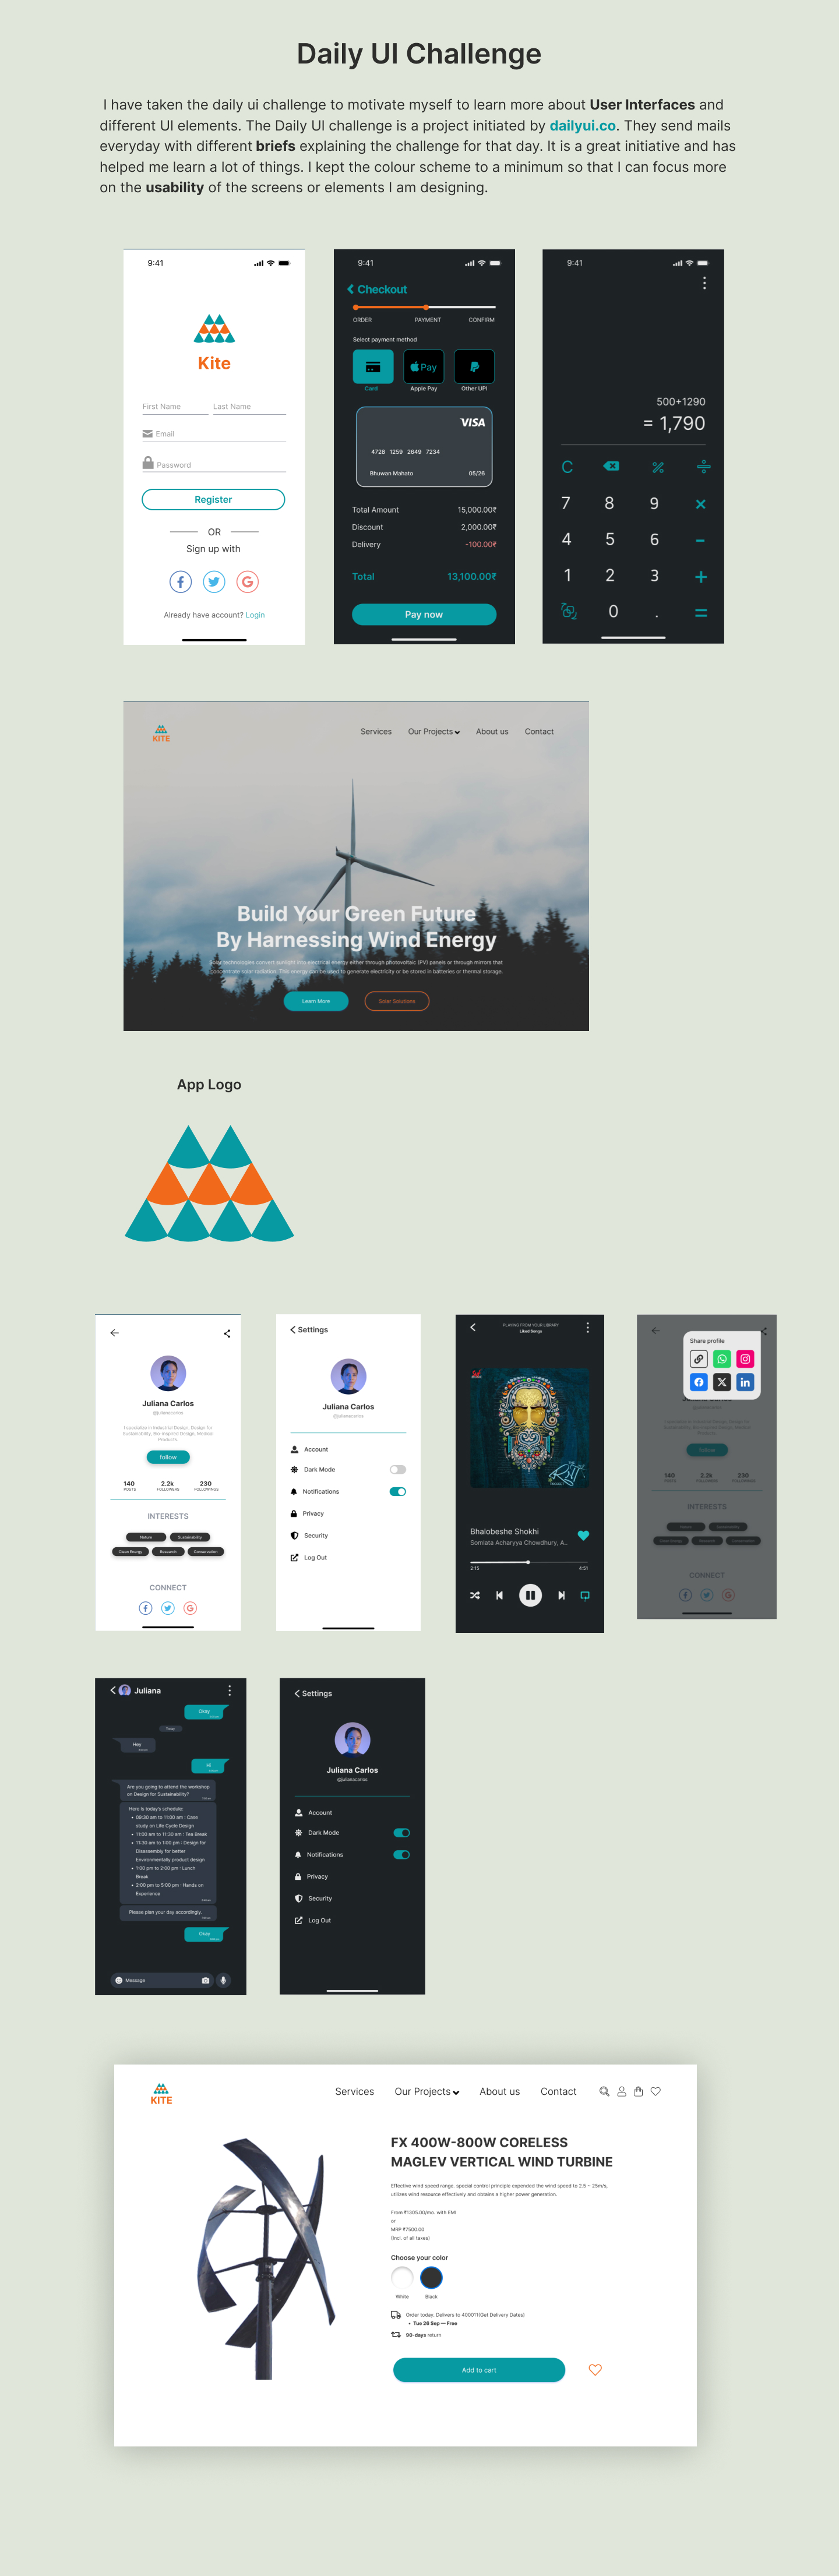 Daily UI Challenge
I have taken the daily ui challenge to motivate myself to learn more about User Interfaces and
different UI elements. The Daily UI challenge is a project initiated by dailyui.co. They send mails
everyday with different briefs explaining the challenge for that day. It is a great initiative and has
helped me learn a lot of things. I kept the colour scheme to a minimum so that I can focus more
on the usability of the screens or elements I am designing.
9:41
Kite
First Name Last Name
Email
Password
Register
OR
Sign up with
Already have account? Login
9:41
Checkout
ORDER PAYMENT CONFIRM
Select payment method
Pay
Card Apple Pay Other UPI
VISA
4728 1259 2649 7234
Bhuwan Mahato 05/26
Total Amount 15,000.00₹
Discount 2,000.00₹
Delivery -100.00₹
Total 13,100.00₹
Pay now
9:41
500+1290
= 1,790
C % ÷
7 8 9 ×
4 5 6 -
1 2 3 +
0 . =
KITE
Services Our Projects About us Contact
Build Your Green Future
By Harnessing Wind Energy
Solar technologies convert sunlight into electrical energy either through photovoltaic (PV) panels or through mirrors that
concentrate solar radiation. This energy can be used to generate electricity or be stored in batteries or thermal storage.
Learn More Solar Solutions
App Logo
Juliana Carlos
@julianacarlos
I specialise in Industrial Design, Design for
Sustainability, Bio-inspired Design, Medical
Products.
follow
140 2.2k 230
POSTS FOLLOWERS FOLLOWINGS
INTERESTS
Nature Sustainability
Clean Energy Research Conservation
CONNECT
Settings
Juliana Carlos
@julianacarlos
Account
Dark Mode
Notifications
Privacy
Security
Log Out
PLAYING FROM YOUR LIBRARY
Liked Songs
Bhalobeshe Shokhi
Somlata Acharyya Chowdhury, A..
2:15 4:51
Share profile
follow
140 2.2k 230
POSTS FOLLOWERS FOLLOWINGS
INTERESTS
Nature Sustainability
Clean Energy Research Conservation
CONNECT
Juliana
Okay
Today
Hey
Hi
Are you going to attend the workshop
on Design for Sustainability?
Here is today's schedule:
• 09:30 am to 11:00 am : Case
study on Life Cycle Design
• 11:00 am to 11:30 am : Tea Break
• 11:30 am to 1:00 pm : Design for
Disassembly for better
Environmentally product design
• 1:00 pm to 2:00 pm : Lunch
Break
• 2:00 pm to 5:00 pm : Hands on
Experience
Please plan your day accordingly.
Okay
Message
Settings
Juliana Carlos
@julianacarlos
Account
Dark Mode
Notifications
Privacy
Security
Log Out
KITE
Services Our Projects About us Contact
FX 400W-800W CORELESS
MAGLEV VERTICAL WIND TURBINE
Effective wind speed range. special control principle expended the wind speed to 2.5 ~ 25m/s,
utilizes wind resource effectively and obtains a higher power generation.
From ₹1305.00/mo. with EMI
or
MRP ₹7500.00
(Incl. of all taxes)
Choose your color
White Black
Order today. Delivers to 400011(Get Delivery Dates)
• Tue 26 Sep — Free
90-days return
Add to cart